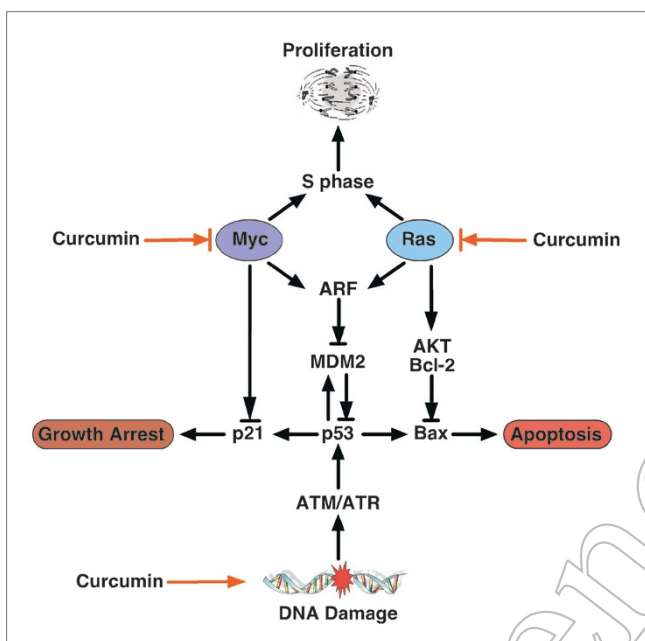 Proliferation
S phase
Curcumin
Myc
Ras
Curcumin
ARF
MDM2
AKT
Bcl-2
Growth Arrest
p21
p53
Bax
Apoptosis
ATM/ATR
Curcumin
DNA Damage